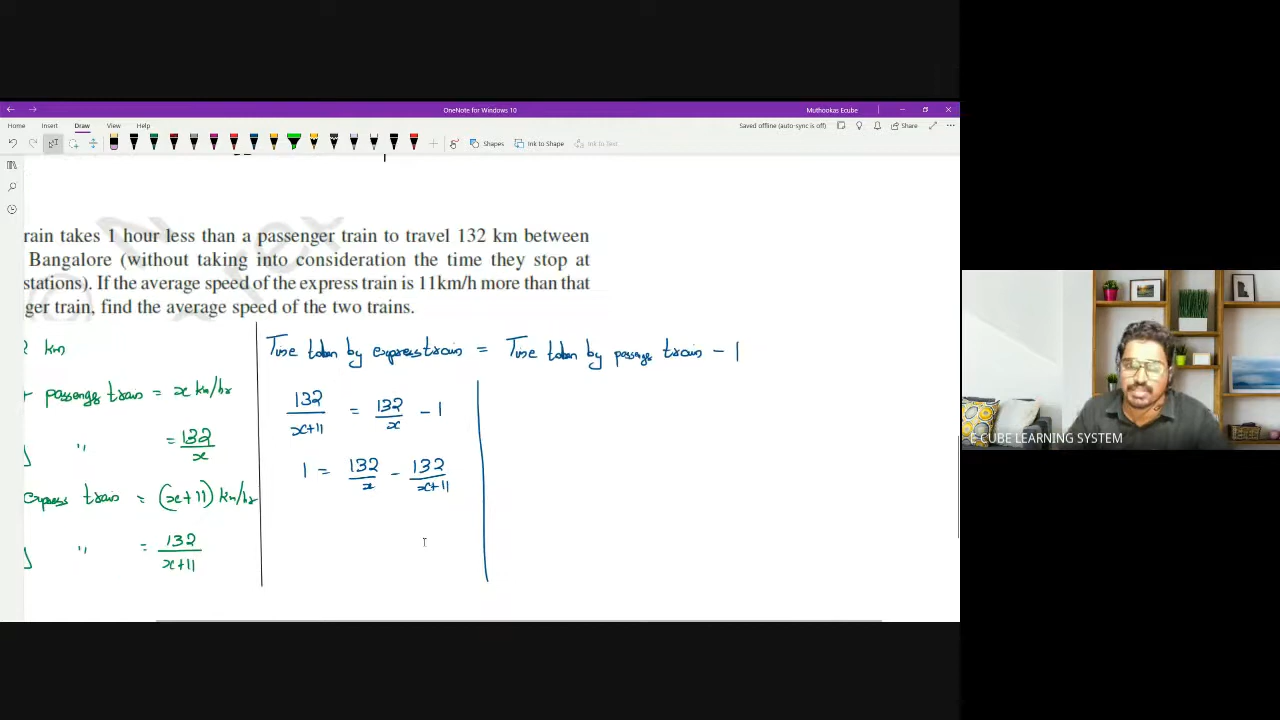 OneNote for Windows 10
Muthookas Ecube
Home Insert Draw View Help
Saved offline (auto-sync is off)
Share
Shapes
Ink to Shape
Ink to Text
rain takes 1 hour less than a passenger train to travel 132 km between
Bangalore (without taking into consideration the time they stop at
stations). If the average speed of the express train is 11km/h more than that
ger train, find the average speed of the two trains.
km
passenger train = x km/hr
" = 132/x
express train = (x+11) km/hr
" = 132/x+11
Time taken by express train = Time taken by passenger train - 1
132/x+11 = 132/x - 1
1 = 132/x - 132/x+11
E CUBE LEARNING SYSTEM